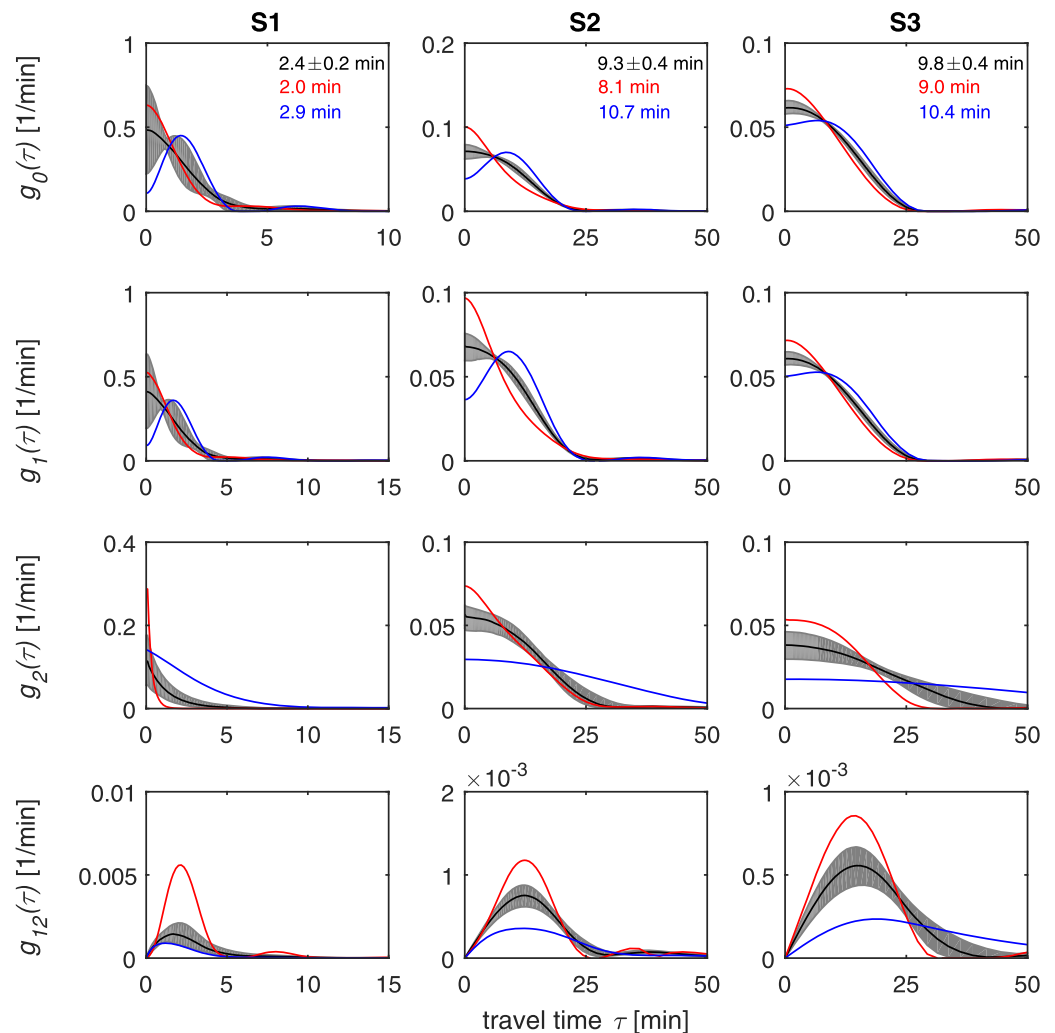 S1 S2 S3
g0(τ) [1/min]
1
0.5
0
0 5 10
2.4±0.2 min
2.0 min
2.9 min
0.2
0.1
0
0 25 50
9.3±0.4 min
8.1 min
10.7 min
0.1
0.05
0
0 25 50
9.8±0.4 min
9.0 min
10.4 min
g1(τ) [1/min]
1
0.5
0
0 5 10 15
0.1
0.05
0
0 25 50
0.1
0.05
0
0 25 50
g2(τ) [1/min]
0.4
0.2
0
0 5 10 15
0.1
0.05
0
0 25 50
0.1
0.05
0
0 25 50
g12(τ) [1/min]
0.01
0.005
0
0 5 10 15
×10-3
2
1
0
0 25 50
×10-3
1
0.5
0
0 25 50
travel time τ [min]